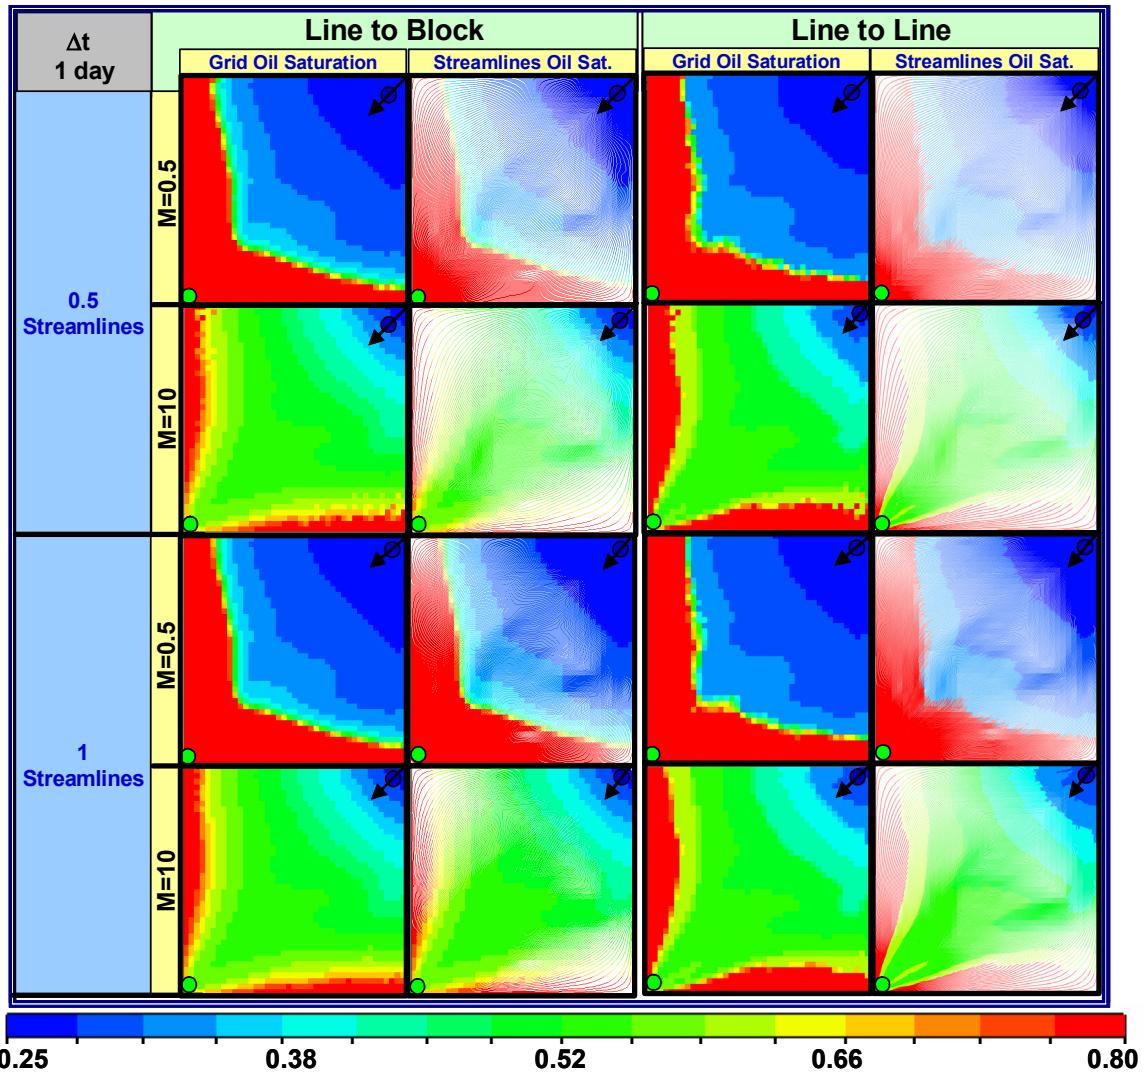 Δt
1 day
Line to Block
Line to Line
Grid Oil Saturation
Streamlines Oil Sat.
Grid Oil Saturation
Streamlines Oil Sat.
0.5
Streamlines
M=0.5
M=10
1
Streamlines
M=0.5
M=10
0.25
0.38
0.52
0.66
0.80